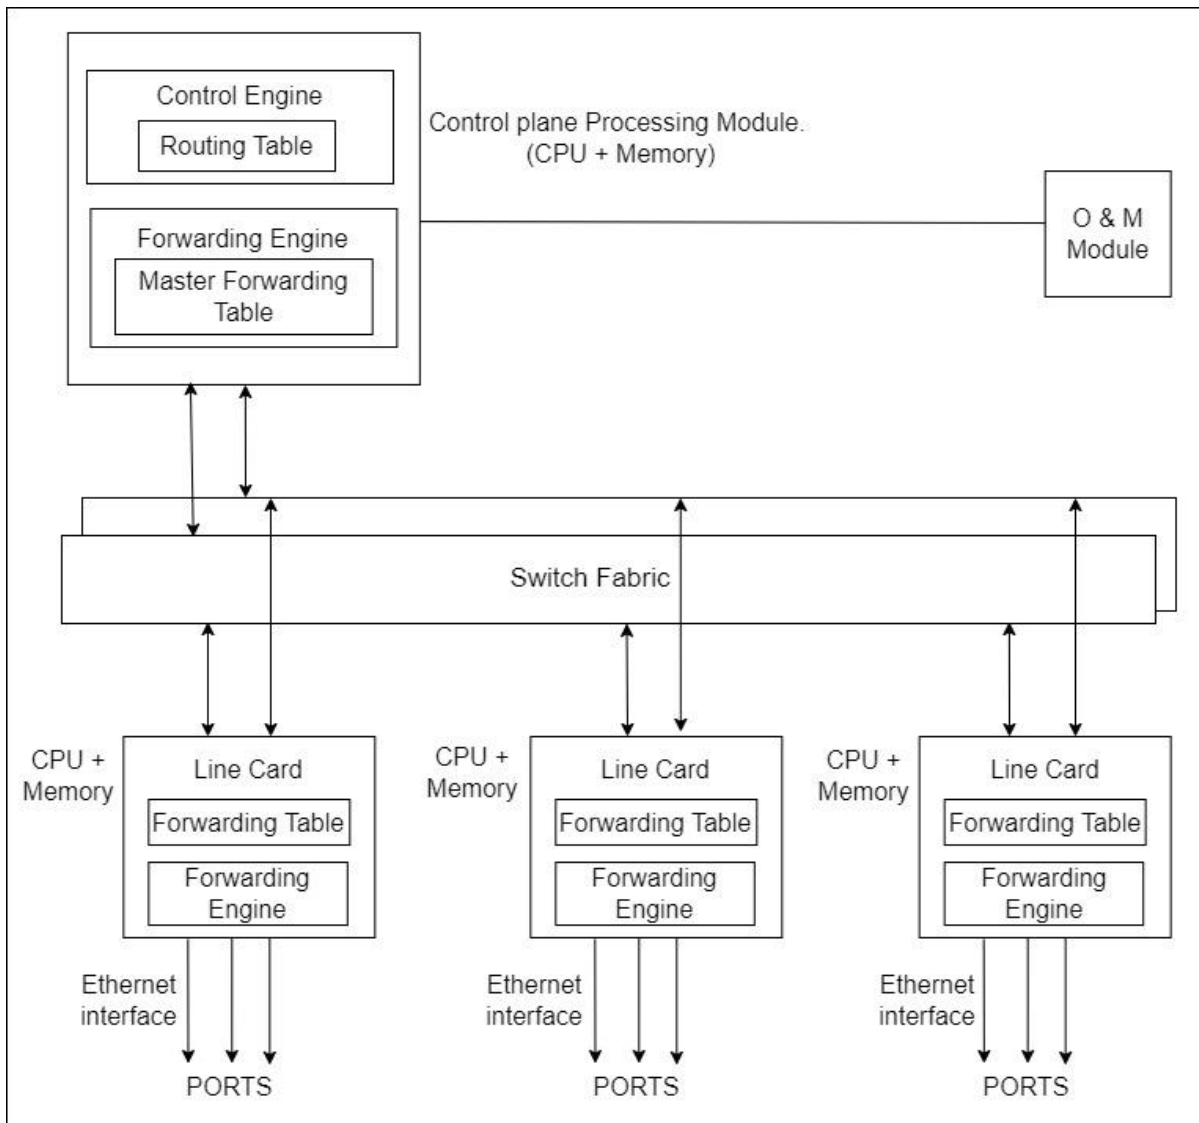 Control Engine
Routing Table
Control plane Processing Module.
(CPU + Memory)
Forwarding Engine
Master Forwarding
Table
O & M
Module
Switch Fabric
CPU +
Memory
Line Card
Forwarding Table
Forwarding
Engine
Ethernet
interface
PORTS
CPU +
Memory
Line Card
Forwarding Table
Forwarding
Engine
Ethernet
interface
PORTS
CPU +
Memory
Line Card
Forwarding Table
Forwarding
Engine
Ethernet
interface
PORTS